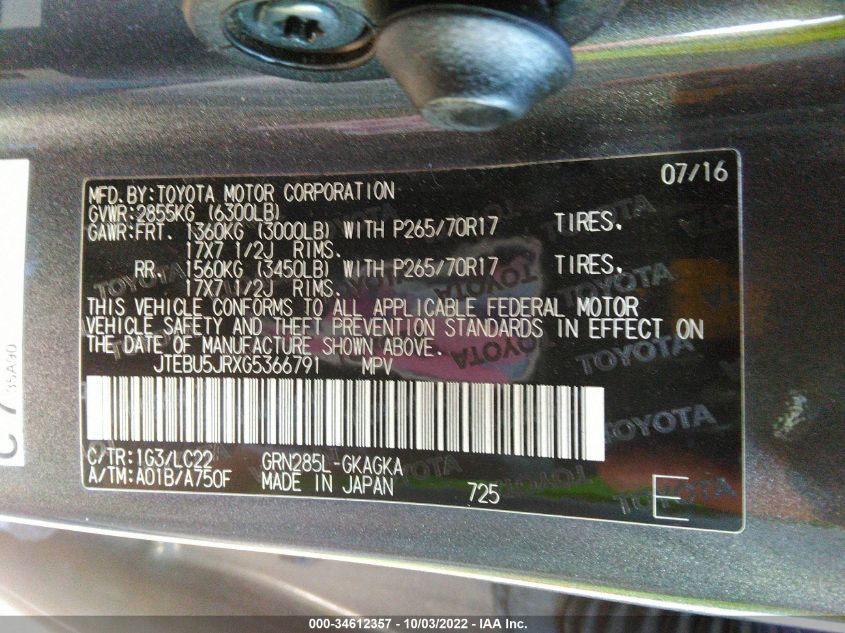 07/16
MFD.BY:TOYOTA MOTOR CORPORATION
GVWR:2855KG (6300LB)
GAWR:FRT. 1360KG (3000LB) WITH P265/70R17 TIRES.
17X7 1/2J RIMS.
RR. 1560KG (3450LB) WITH P265/70R17 TIRES.
17X7 1/2J RIMS.
THIS VEHICLE CONFORMS TO ALL APPLICABLE FEDERAL MOTOR
VEHICLE SAFETY AND THEFT PREVENTION STANDARDS IN EFFECT ON
THE DATE OF MANUFACTURE SHOWN ABOVE.
JTEBU5JRXG5366791 MPV
C/TR:1G3/LC22 GRN285L-GKAGKA
A/TM:A01B/A750F MADE IN JAPAN 725 E
TOYOTA
TOYOTA
TOYOTA
TOYOTA
000-34612357 - 10/03/2022 - IAA Inc.